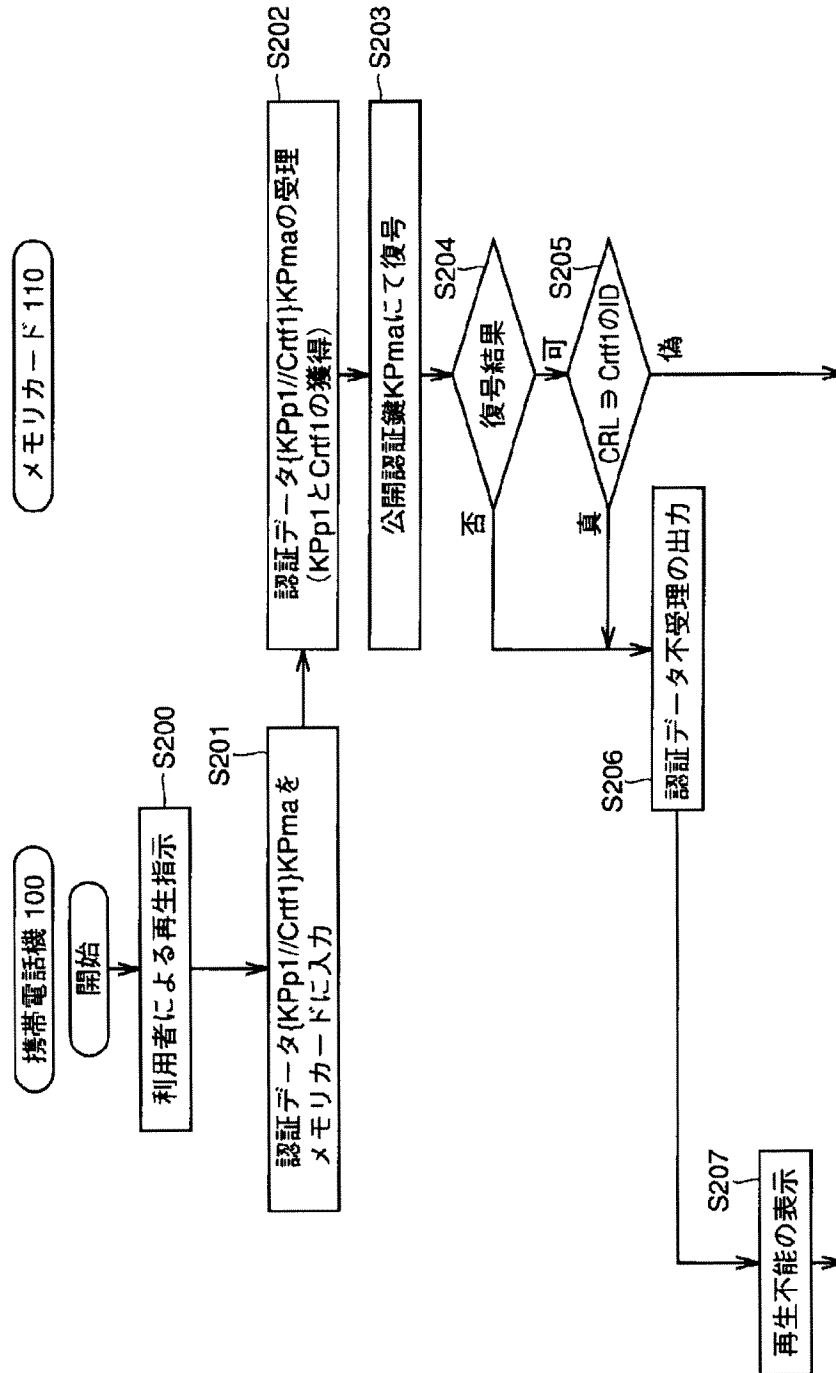 携帯電話機 100
メモリカード 110
開始
利用者による再生指示
S200
S201
認証データ{KPp1//Crtf1}KPmaを
メモリカードに入力
S202
認証データ{KPp1//Crtf1}KPmaの受理
(KPp1とCrtf1の獲得)
S203
公開認証鍵KPmaにて復号
S204
復号結果
否
可
S205
CRL∋Crtf1のID
真
偽
S206
認証データ不受理の出力
S207
再生不能の表示